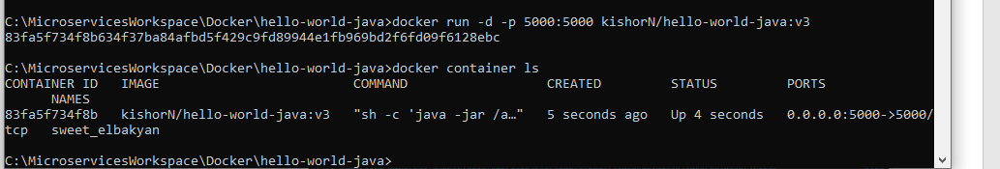 C:\MicroservicesWorkspace\Docker\hello-world-java>docker run -d -p 5000:5000 kishorN/hello-world-java:v3
83fa5f734f8b634f37ba84afbd5f429c9fd89944e1fb969bd2f6fd09f6128ebc
C:\MicroservicesWorkspace\Docker\hello-world-java>docker container ls
CONTAINER ID   IMAGE                         COMMAND                  CREATED         STATUS         PORTS
      NAMES
83fa5f734f8b   kishorN/hello-world-java:v3   "sh -c 'java -jar /a…"   5 seconds ago   Up 4 seconds   0.0.0.0:5000->5000/
tcp   sweet_elbakyan
C:\MicroservicesWorkspace\Docker\hello-world-java>